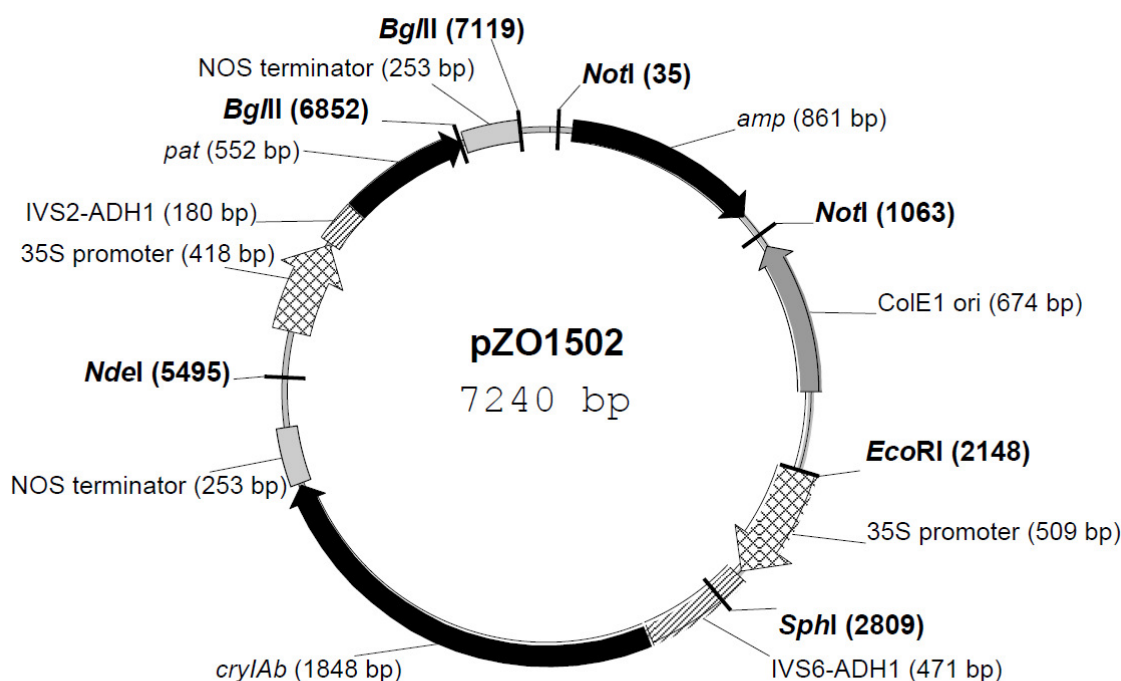 BglII (7119)
NOS terminator (253 bp)
NotI (35)
BglII (6852)
amp (861 bp)
pat (552 bp)
IVS2-ADH1 (180 bp)
NotI (1063)
35S promoter (418 bp)
ColE1 ori (674 bp)
pZO1502
NdeI (5495)
7240 bp
EcoRI (2148)
NOS terminator (253 bp)
35S promoter (509 bp)
SphI (2809)
cryIAb (1848 bp)
IVS6-ADH1 (471 bp)